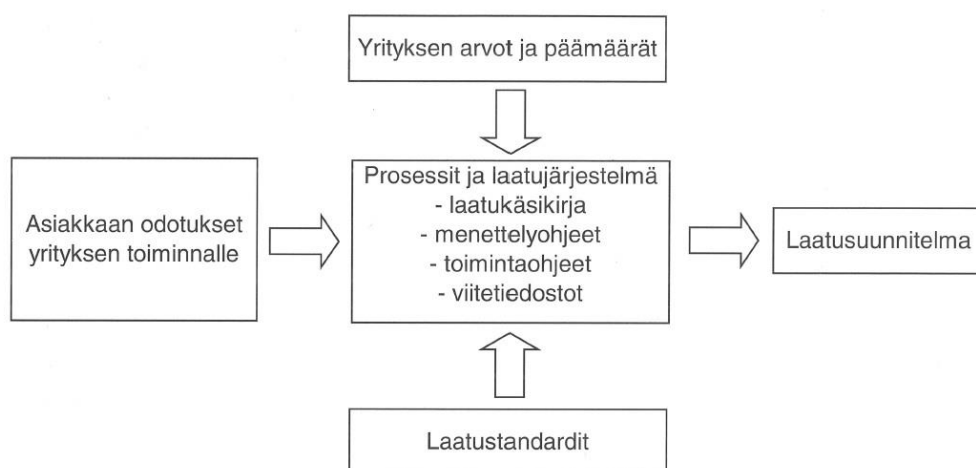 Yrityksen arvot ja päämäärät
Asiakkaan odotukset
yrityksen toiminnalle
Prosessit ja laatujärjestelmä
- laatukäsikirja
- menettelyohjeet
- toimintaohjeet
- viitetiedostot
Laatusuunnitelma
Laatustandardit